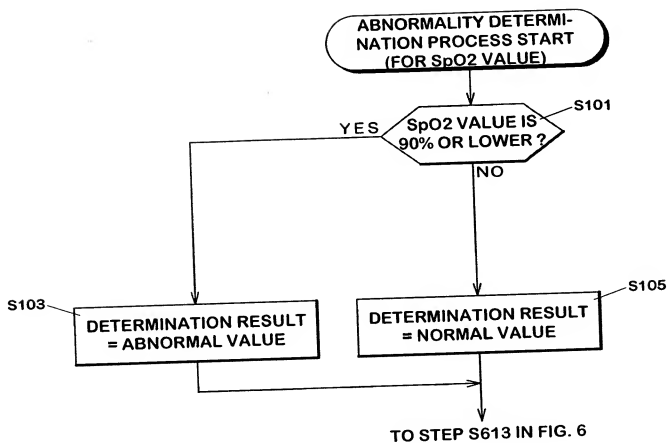 ABNORMALITY DETERMI-
NATION PROCESS START
(FOR SpO2 VALUE)
S101
SpO2 VALUE IS
90% OR LOWER ?
YES
NO
S103
DETERMINATION RESULT
= ABNORMAL VALUE
S105
DETERMINATION RESULT
= NORMAL VALUE
TO STEP S613 IN FIG. 6